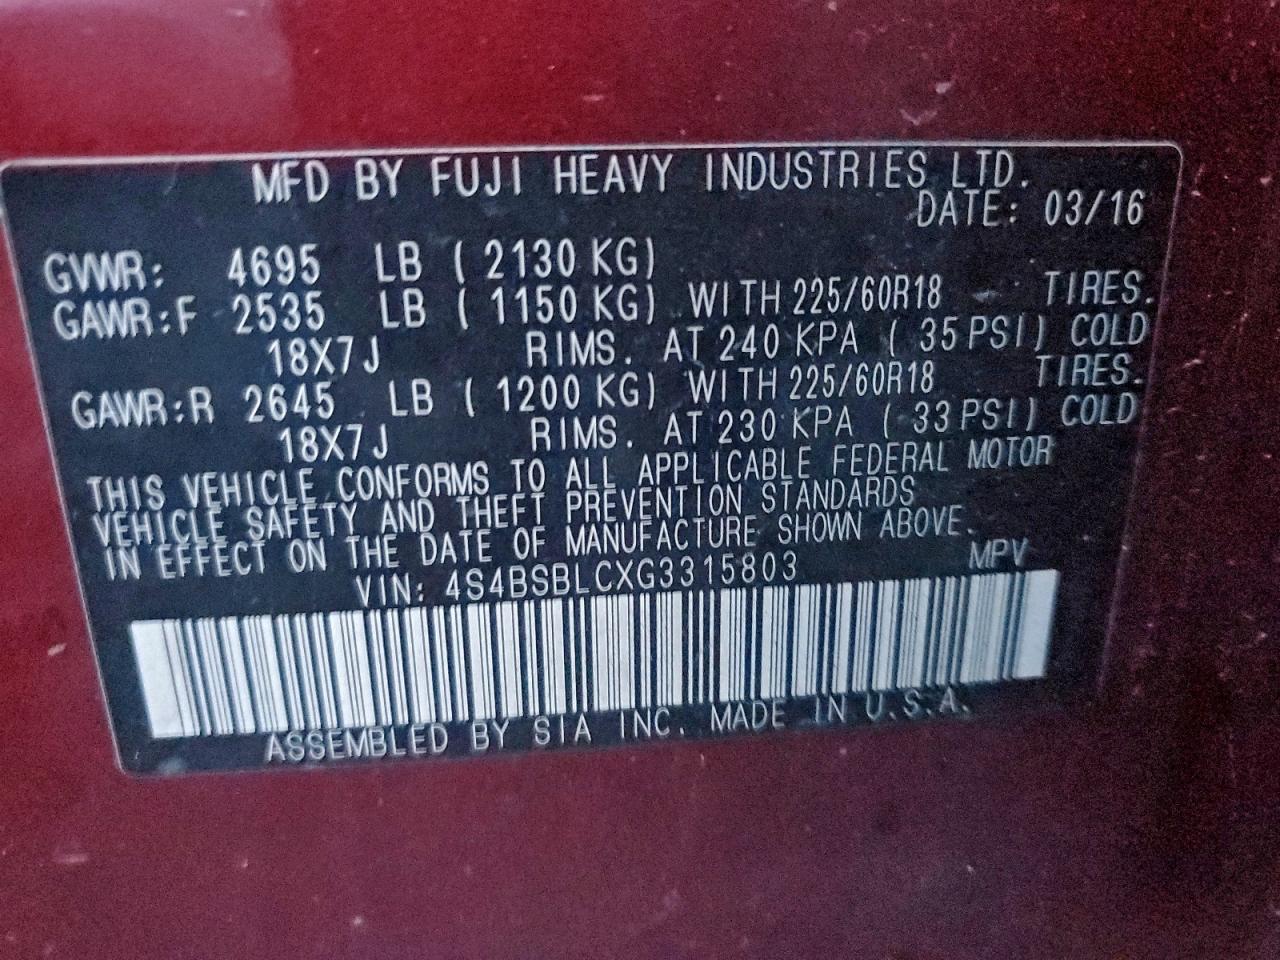 MFD BY FUJI HEAVY INDUSTRIES LTD.
DATE: 03/16
GVWR: 4695 LB ( 2130 KG)
GAWR:F 2535 LB ( 1150 KG) WITH 225/60R18 TIRES.
18X7J RIMS. AT 240 KPA ( 35 PSI) COLD
GAWR:R 2645 LB ( 1200 KG) WITH 225/60R18 TIRES.
18X7J RIMS. AT 230 KPA ( 33 PSI) COLD
THIS VEHICLE CONFORMS TO ALL APPLICABLE FEDERAL MOTOR
VEHICLE SAFETY AND THEFT PREVENTION STANDARDS
IN EFFECT ON THE DATE OF MANUFACTURE SHOWN ABOVE.
VIN: 4S4BSBLCXG3315803 MPV
ASSEMBLED BY SIA INC. MADE IN U.S.A.